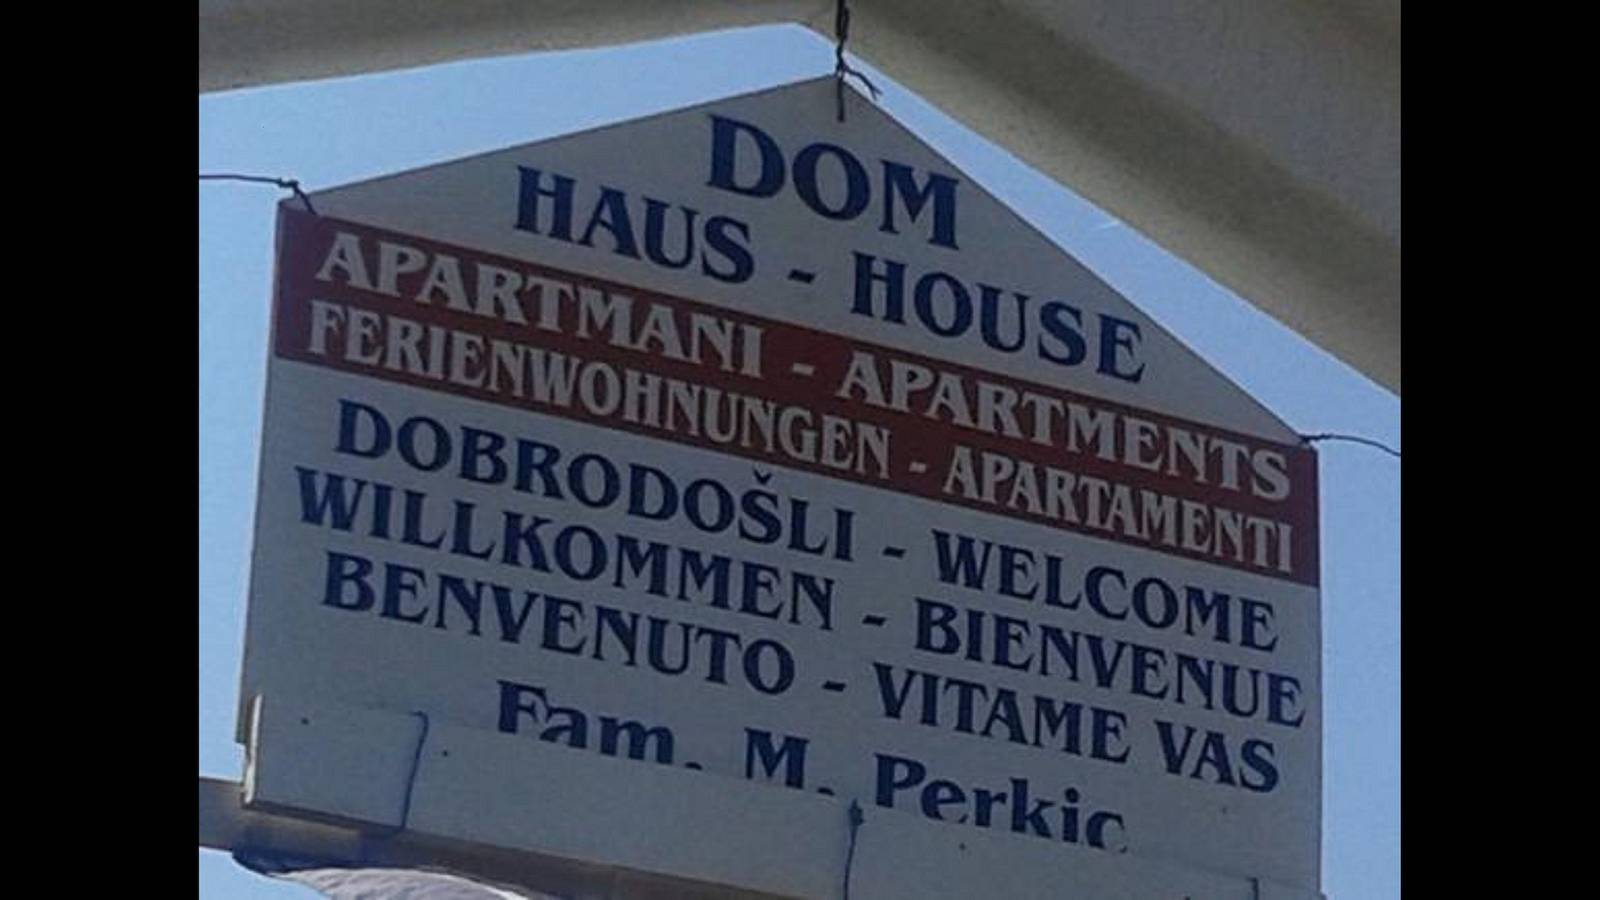 DOM
HAUS - HOUSE
APARTMANI - APARTMENTS
FERIENWOHNUNGEN - APARTAMENTI
DOBRODOŠLI - WELCOME
WILLKOMMEN - BIENVENUE
BENVENUTO - VITAME VAS
Fam. M. Perkic